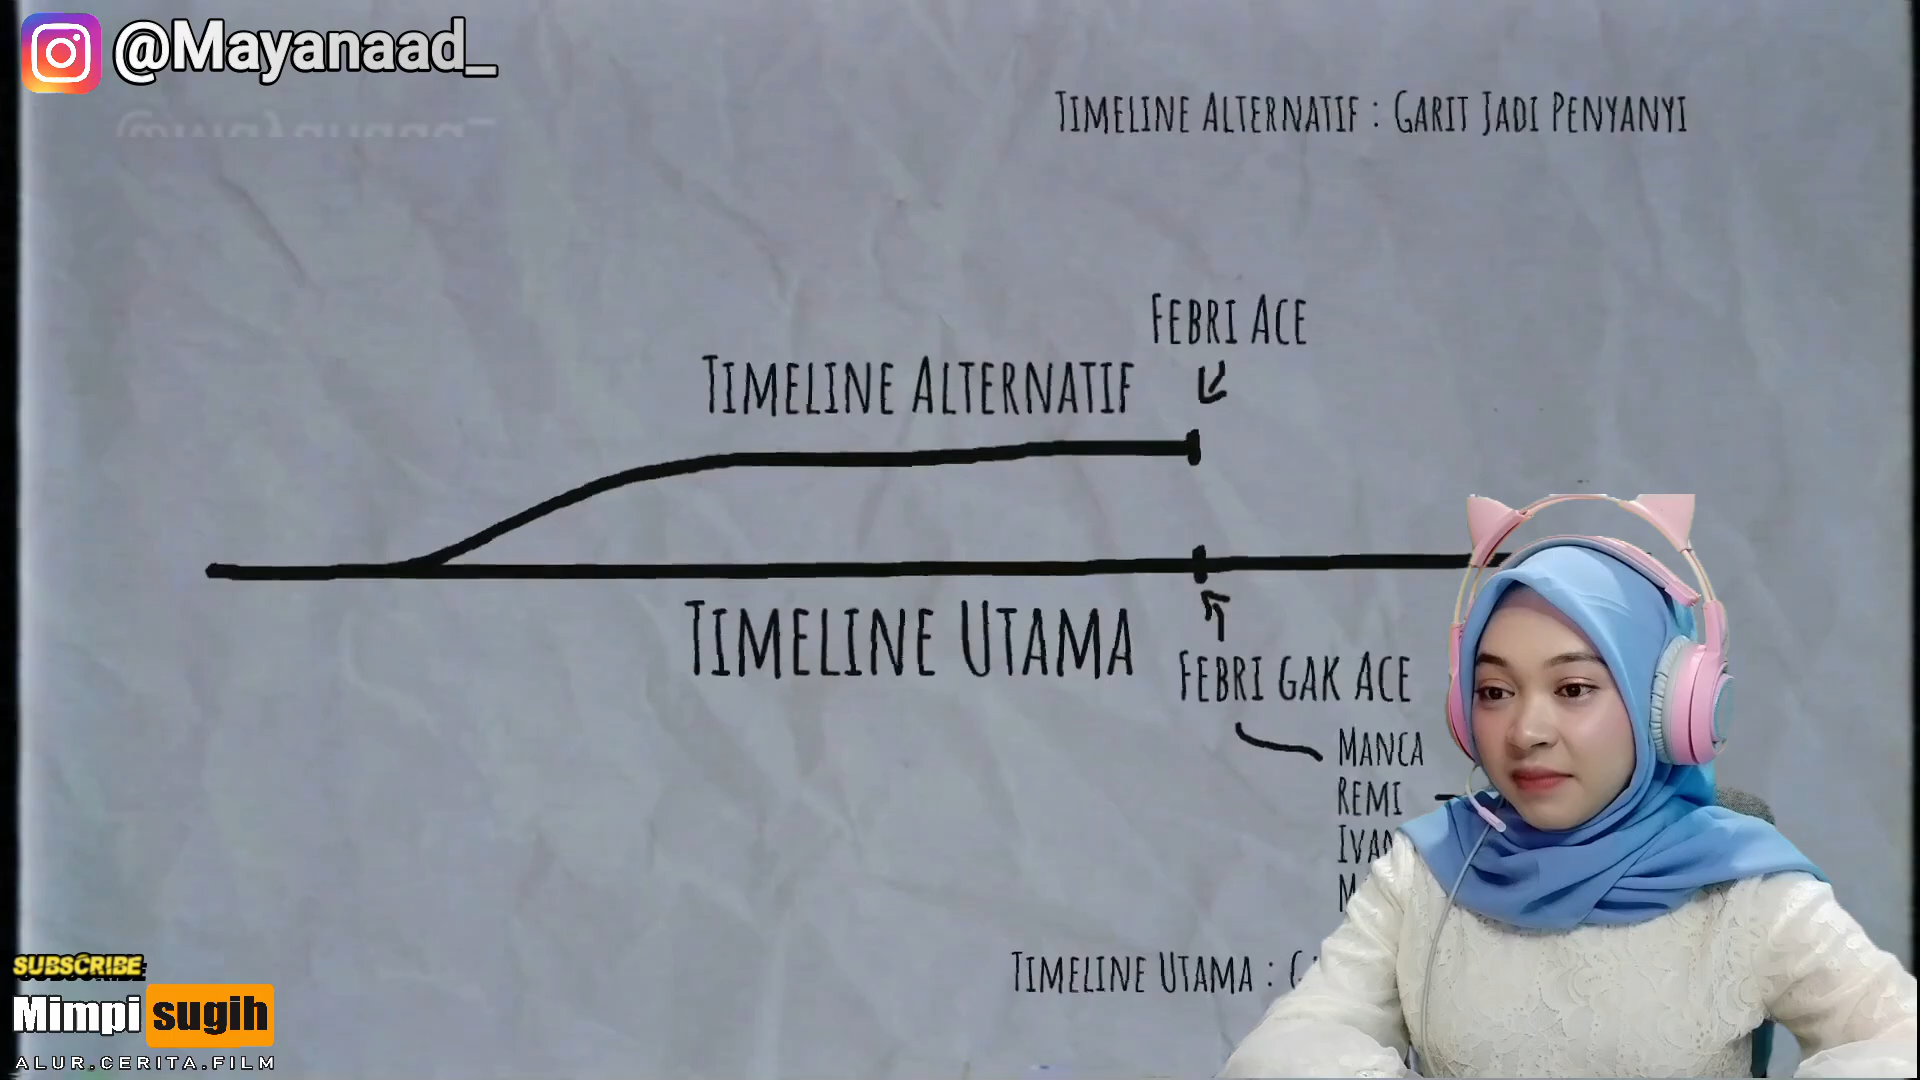 @Mayanaad_
TIMELINE ALTERNATIF : GARIT JADI PENYANYI
FEBRI ACE
TIMELINE ALTERNATIF
TIMELINE UTAMA
FEBRI GAK ACE
MANCA
REMI
TIMELINE UTAMA :
SUBSCRIBE
Mimpi sugih
ALUR.CERITA.FILM